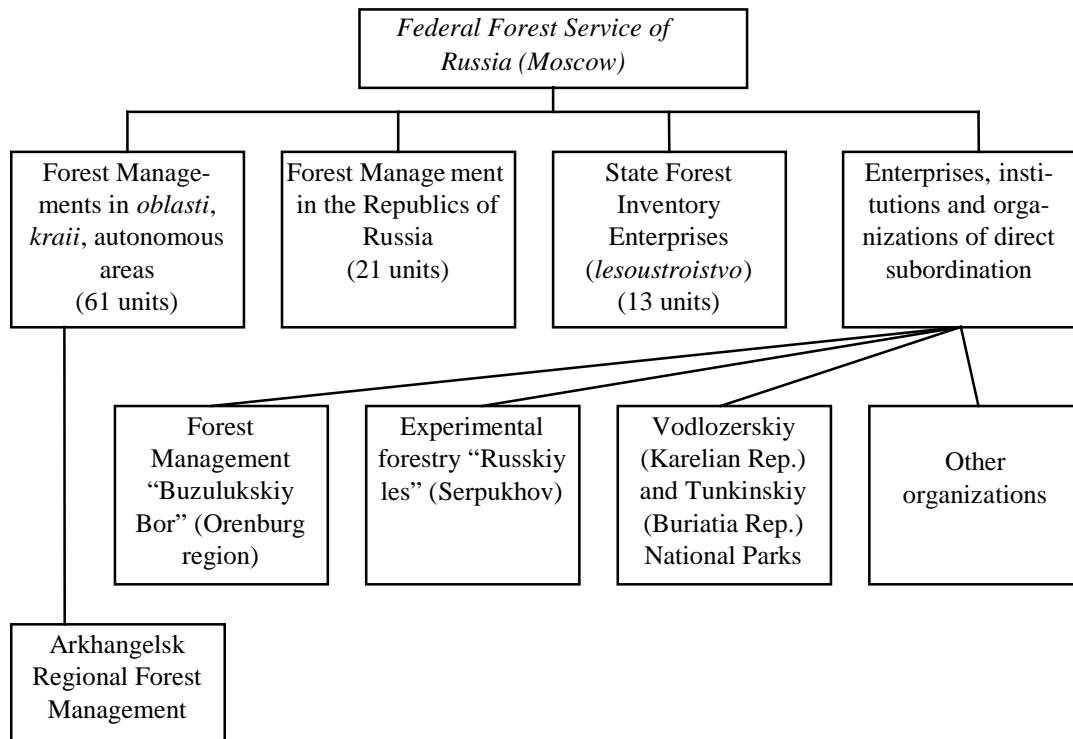 Federal Forest Service of
Russia (Moscow)
Forest Manage-
ments in oblasti,
kraii, autonomous
areas
(61 units)
Forest Manage ment
in the Republics of
Russia
(21 units)
State Forest
Inventory
Enterprises
(lesoustroistvo)
(13 units)
Enterprises, insti-
tutions and orga-
nizations of direct
subordination
Forest
Management
“Buzulukskiy
Bor” (Orenburg
region)
Experimental
forestry “Russkiy
les” (Serpukhov)
Vodlozerskiy
(Karelian Rep.)
and Tunkinskiy
(Buriatia Rep.)
National Parks
Other
organizations
Arkhangelsk
Regional Forest
Management